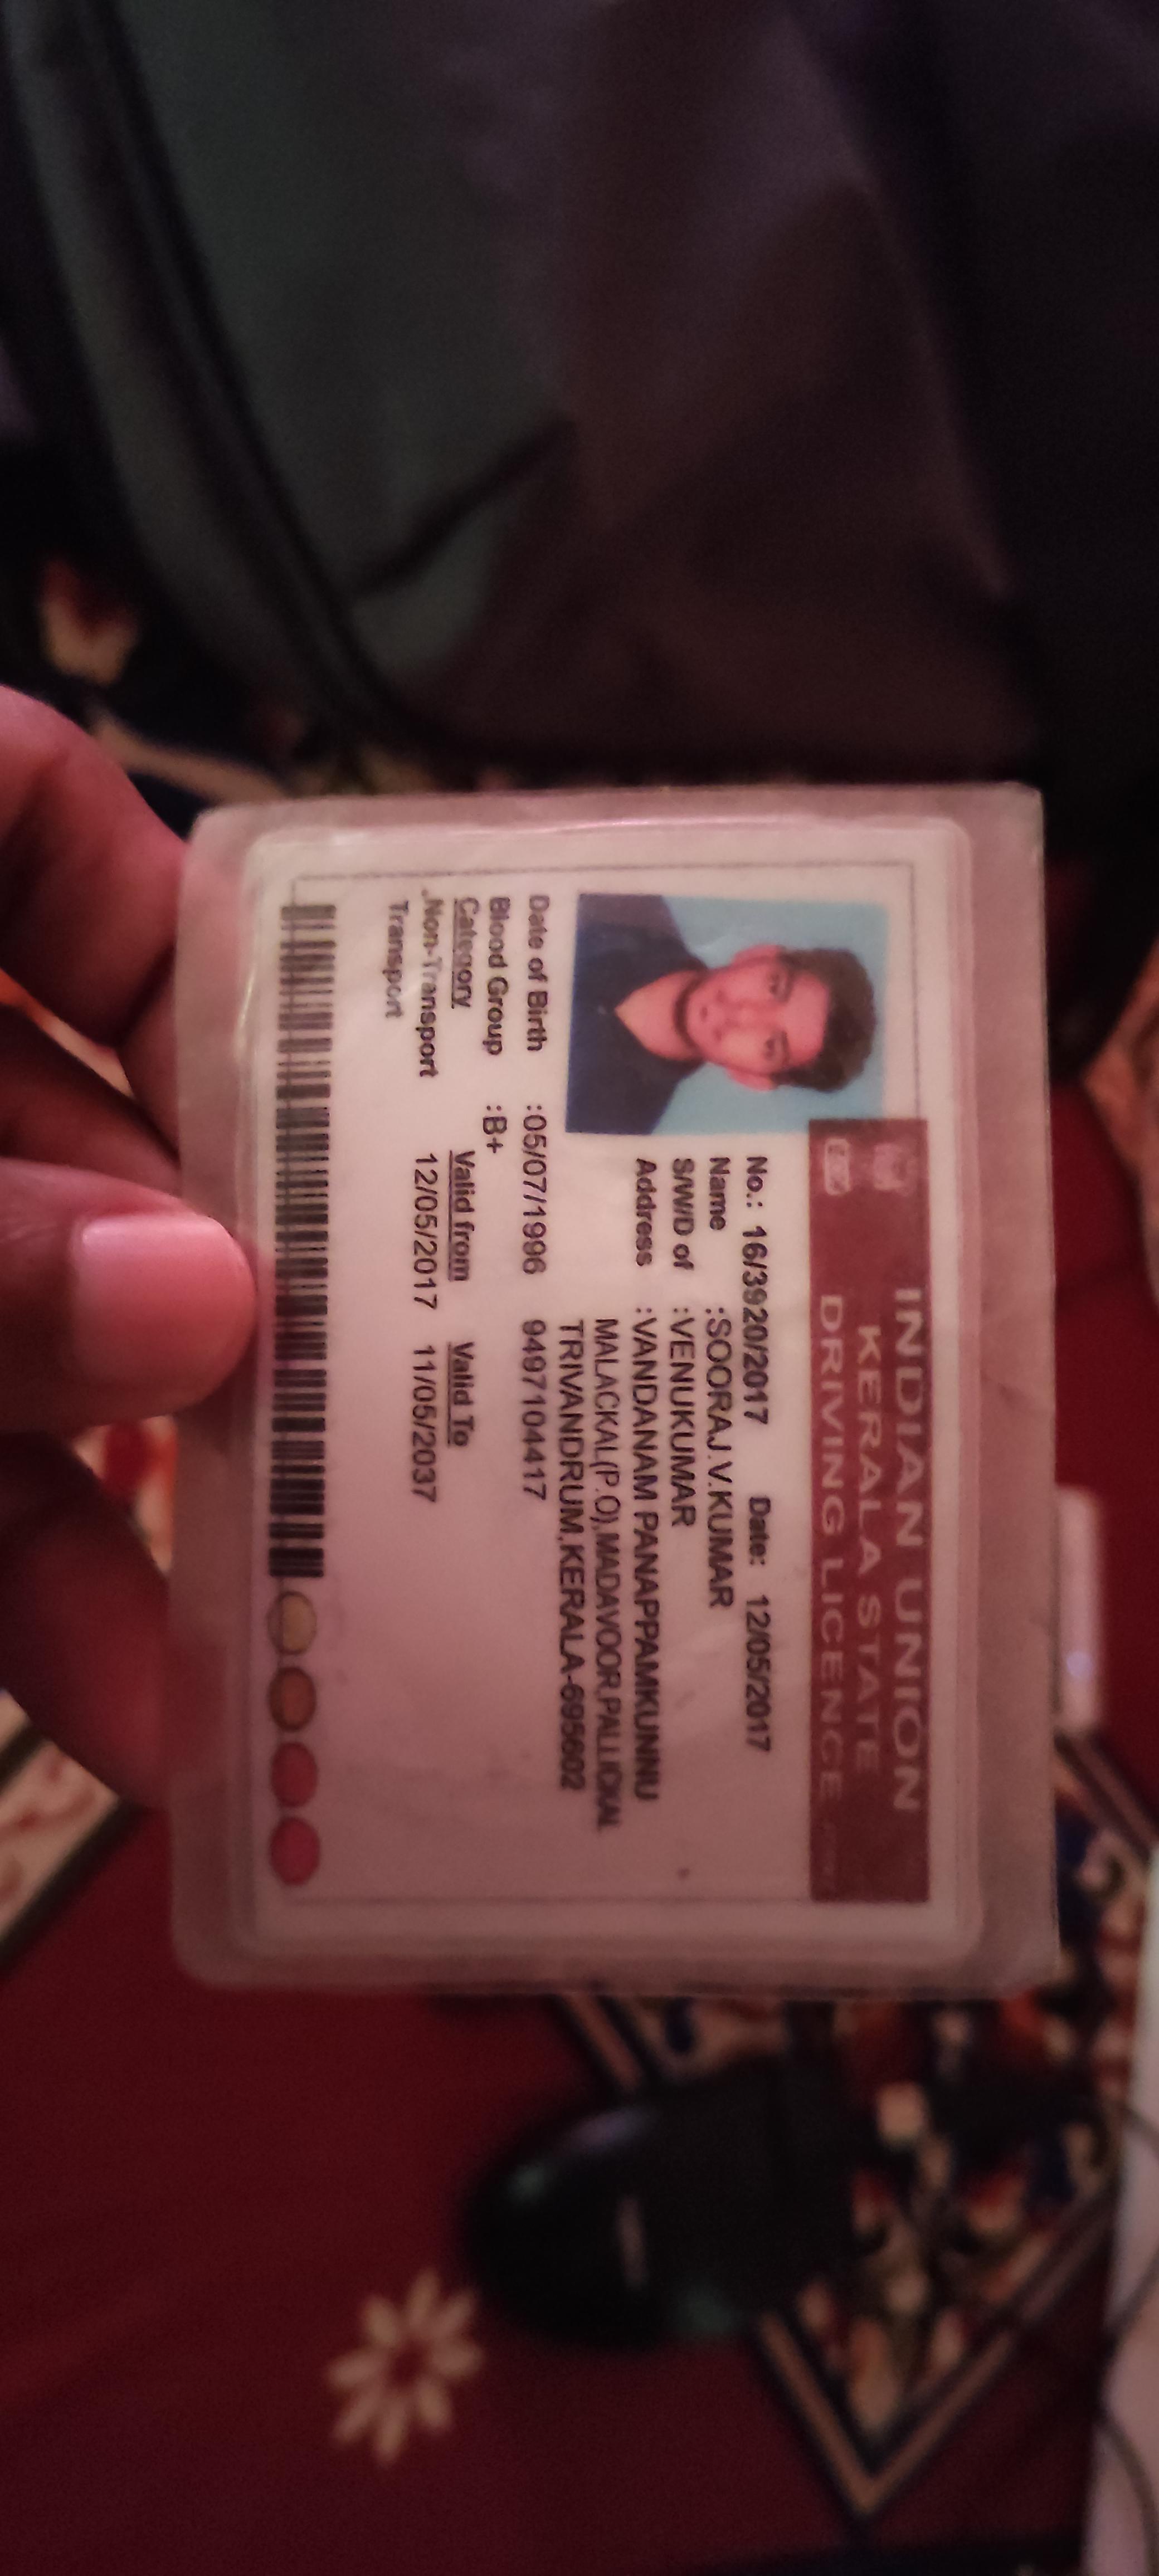 INDIAN UNION
KERALA STATE
DRIVING LICENCE
No.: 16/3920/2017 Date: 12/05/2017
Name :SOORAJ.V.KUMAR
S/W/D of :VENUKUMAR
Address :VANDANAM PANAPPAMKUNNU
MALACKAL(P.O),MADAVOOR,PALLICKAL
TRIVANDRUM,KERALA-695602
Date of Birth :05/07/1996 9497104417
Blood Group :B+
Category Valid from Valid To
Non-Transport 12/05/2017 11/05/2037
Transport